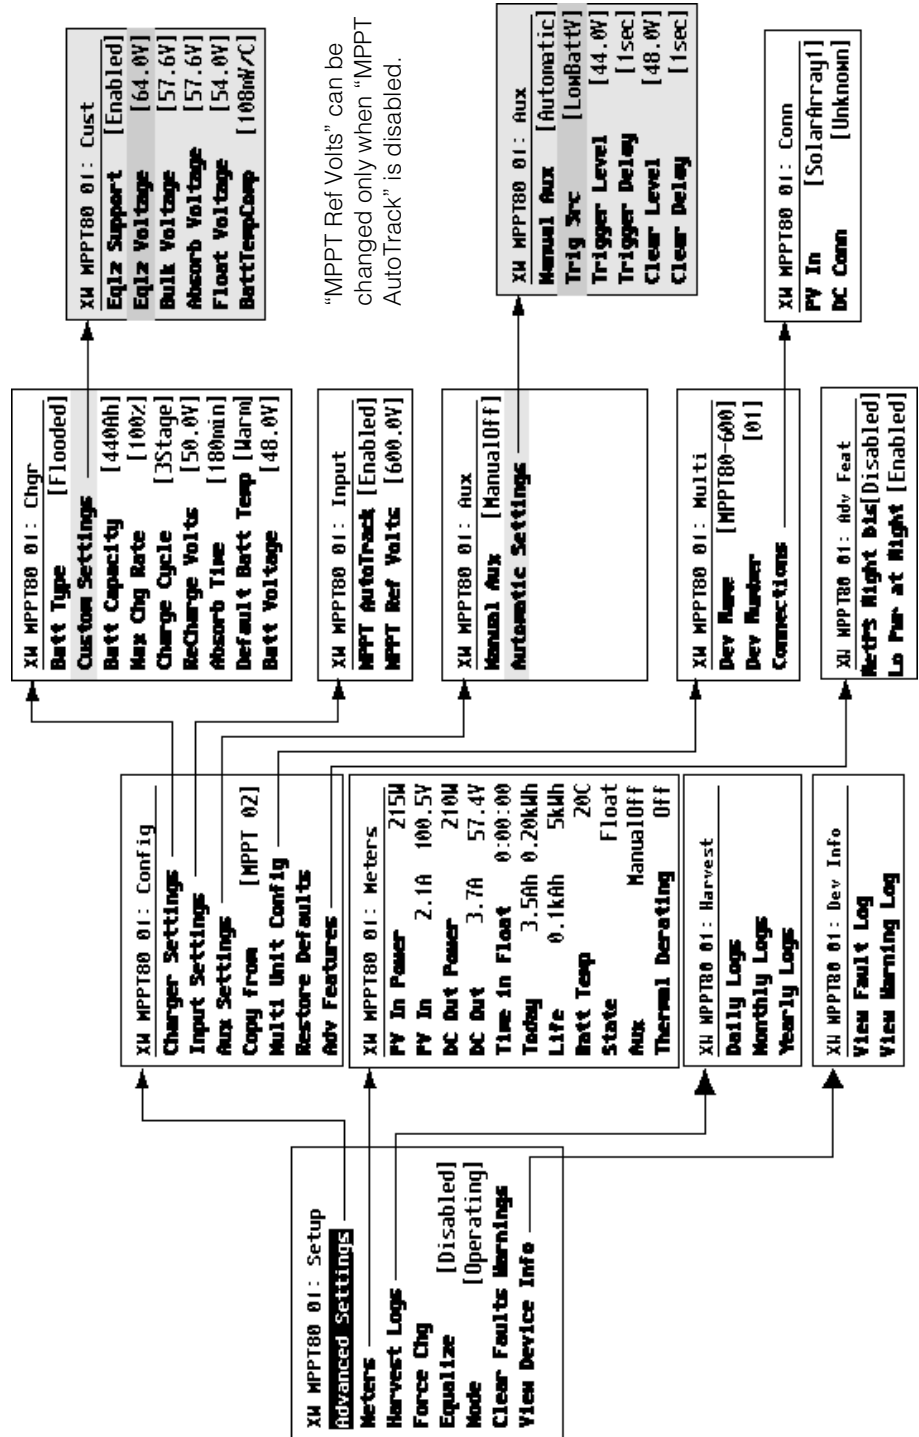 XW MPPT80 01: Setup
Advanced Settings
Meters
Harvest Logs
Force Chg
Equalize [Disabled]
Mode [Operating]
Clear Faults Warnings
View Device Info
XW MPPT80 01: Config
Charger Settings
Input Settings
Aux Settings
Copy from [MPPT 02]
Multi Unit Config
Restore Defaults
Adv Features
XW MPPT80 01: Meters
PV In Power 215W
PV In 2.1A 100.5V
DC Out Power 210W
DC Out 3.7A 57.4V
Time in Float 0:00:00
Today 3.5Ah 0.20kWh
Life 0.1kAh 5kWh
Batt Temp 20C
State Float
Aux ManualOff
Thermal Derating Off
XW MPPT80 01: Harvest
Daily Logs
Monthly Logs
Yearly Logs
XW MPPT80 01: Dev Info
View Fault Log
View Warning Log
XW MPPT80 01: Chgr
Batt Type [Flooded]
Custom Settings
Batt Capacity [440Ah]
Max Chg Rate [100%]
Charge Cycle [3Stage]
ReCharge Volts [50.0V]
Absorb Time [180min]
Default Batt Temp [Warm]
Batt Voltage [48.0V]
XW MPPT80 01: Input
MPPT AutoTrack [Enabled]
MPPT Ref Volts [600.0V]
XW MPPT80 01: Aux
Manual Aux [ManualOff]
Automatic Settings
XW MPPT80 01: Multi
Dev Name [MPPT80-600]
Dev Number [01]
Connections
XW MPPT80 01: Adv Feat
MetPS Night Dis[Disabled]
Lo Pwr at Night [Enabled]
XW MPPT80 01: Cust
Eqlz Support [Enabled]
Eqlz Voltage [64.0V]
Bulk Voltage [57.6V]
Absorb Voltage [57.6V]
Float Voltage [54.0V]
BattTempComp [108mV/C]
“MPPT Ref Volts” can be
changed only when “MPPT
AutoTrack” is disabled.
XW MPPT80 01: Aux
Manual Aux [Automatic]
Trig Src [LowBattV]
Trigger Level [44.0V]
Trigger Delay [1sec]
Clear Level [48.0V]
Clear Delay [1sec]
XW MPPT80 01: Conn
PV In [SolarArray1]
DC Conn [Unknown]